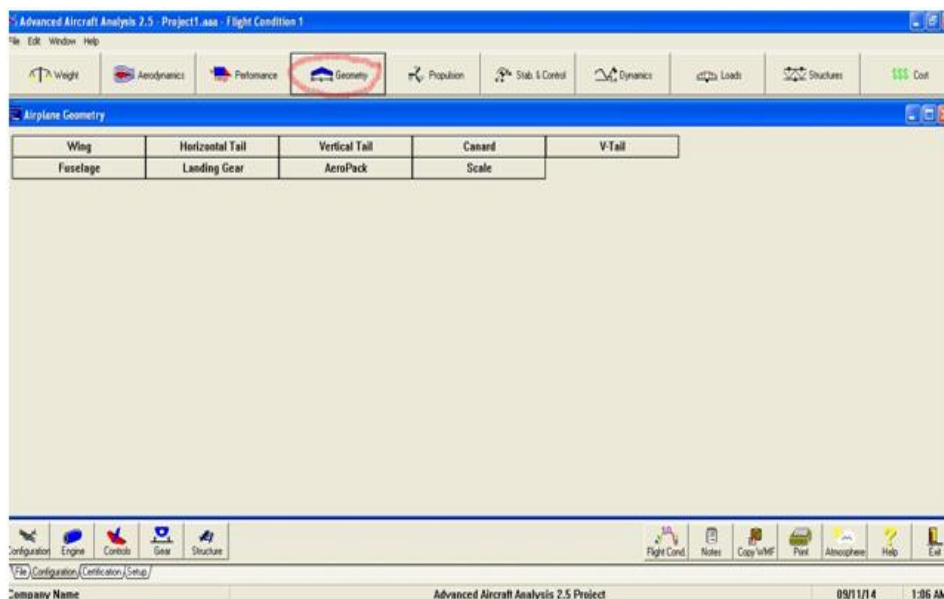 Advanced Aircraft Analysis 2.5 - Project1.aaa - Flight Condition 1
File Edit Window Help
Weight Aerodynamics Performance Geometry Propulsion Stab. & Control Dynamics Loads Structures $$$ Cost
Airplane Geometry
Wing Horizontal Tail Vertical Tail Canard V-Tail
Fuselage Landing Gear AeroPack Scale
Configuration Engine Controls Gear Structure Flight Cond. Notes Copy WMF Print Atmosphere Help Exit
File Configuration Certification Setup
Company Name Advanced Aircraft Analysis 2.5 Project 09/11/14 1:06 AM